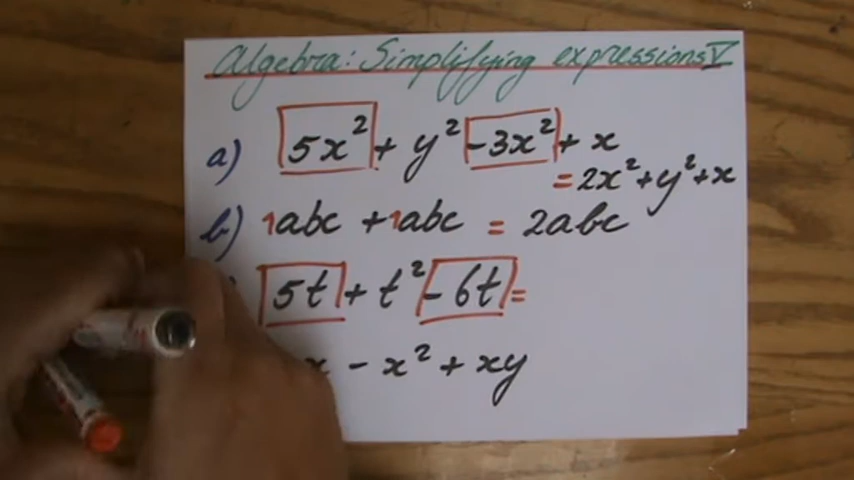 Algebra: Simplifying expressions V
a) 5x² + y² -3x² + x
= 2x² + y² + x
b) 1abc + 1abc = 2abc
5t + t² - 6t =
x - x² + xy